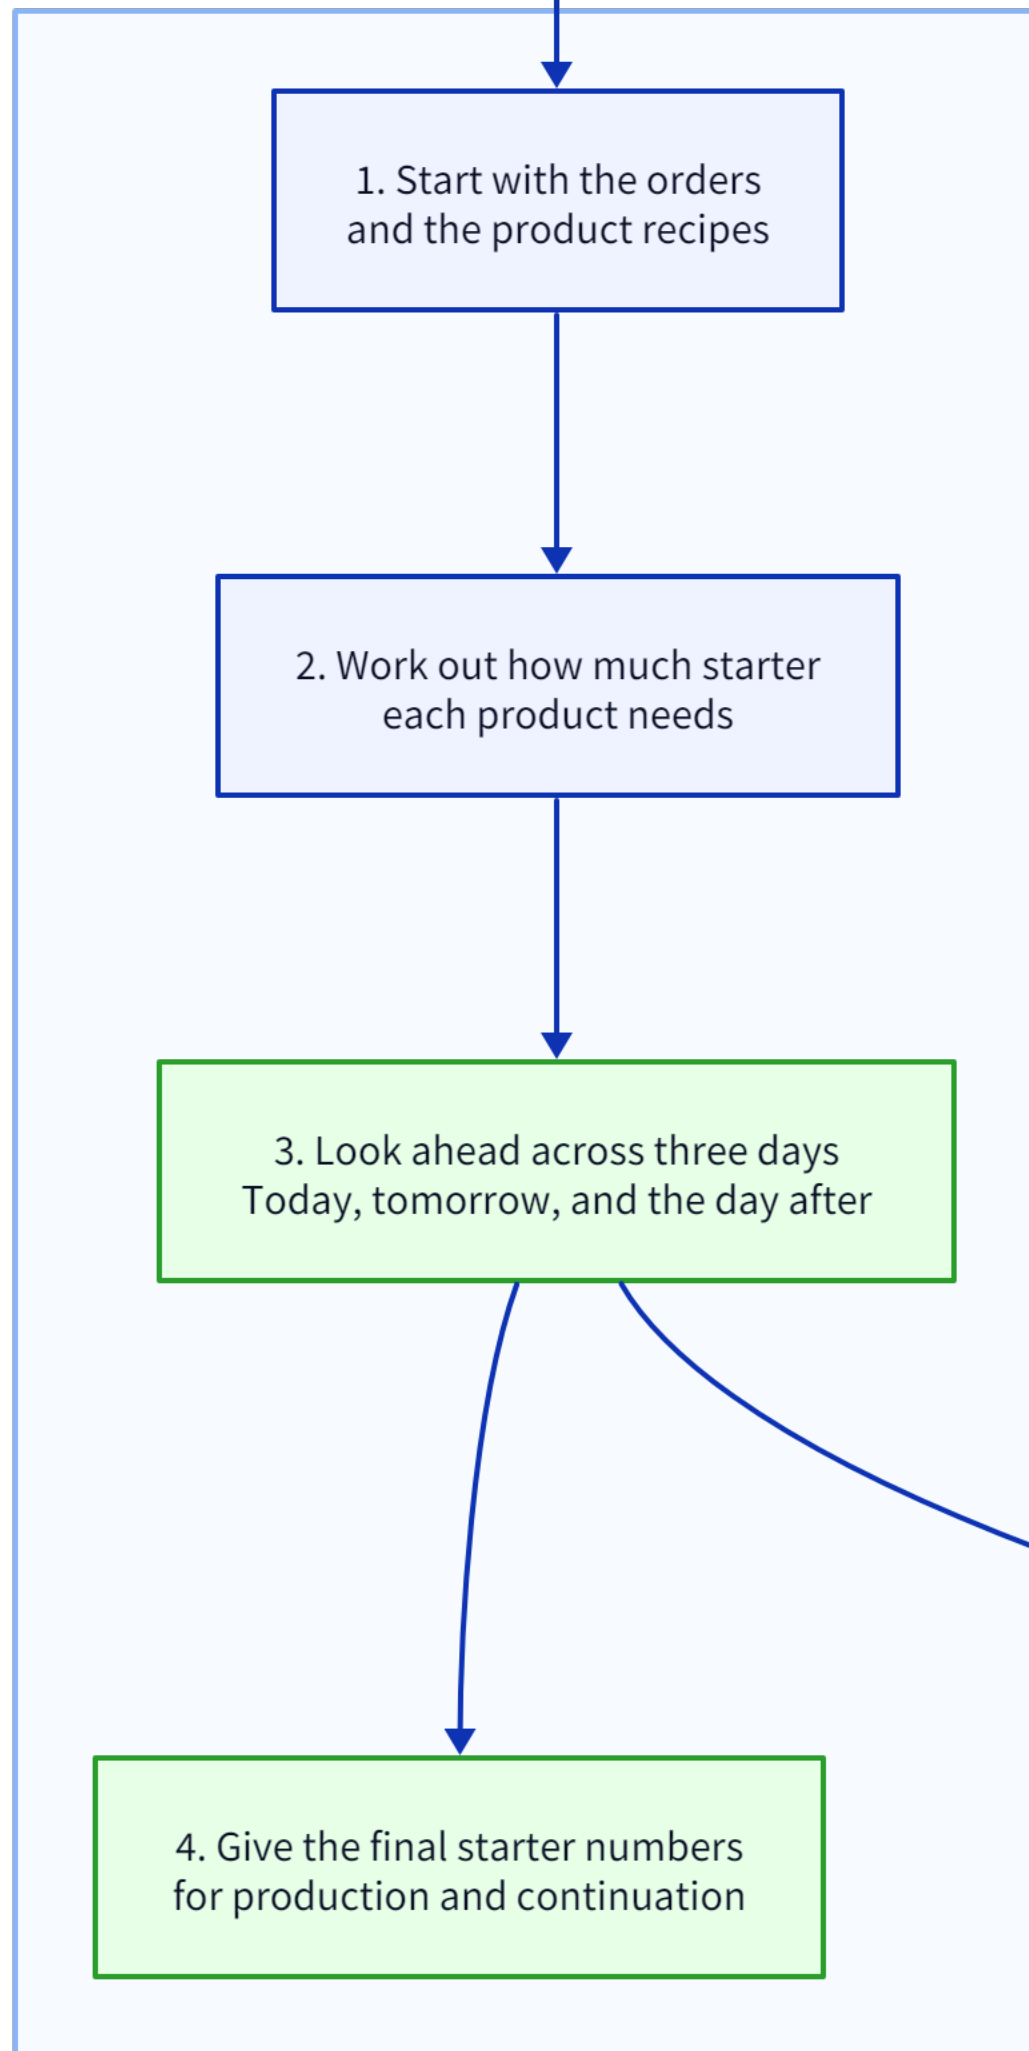 1. Start with the orders
and the product recipes
2. Work out how much starter
each product needs
3. Look ahead across three days
Today, tomorrow, and the day after
4. Give the final starter numbers
for production and continuation